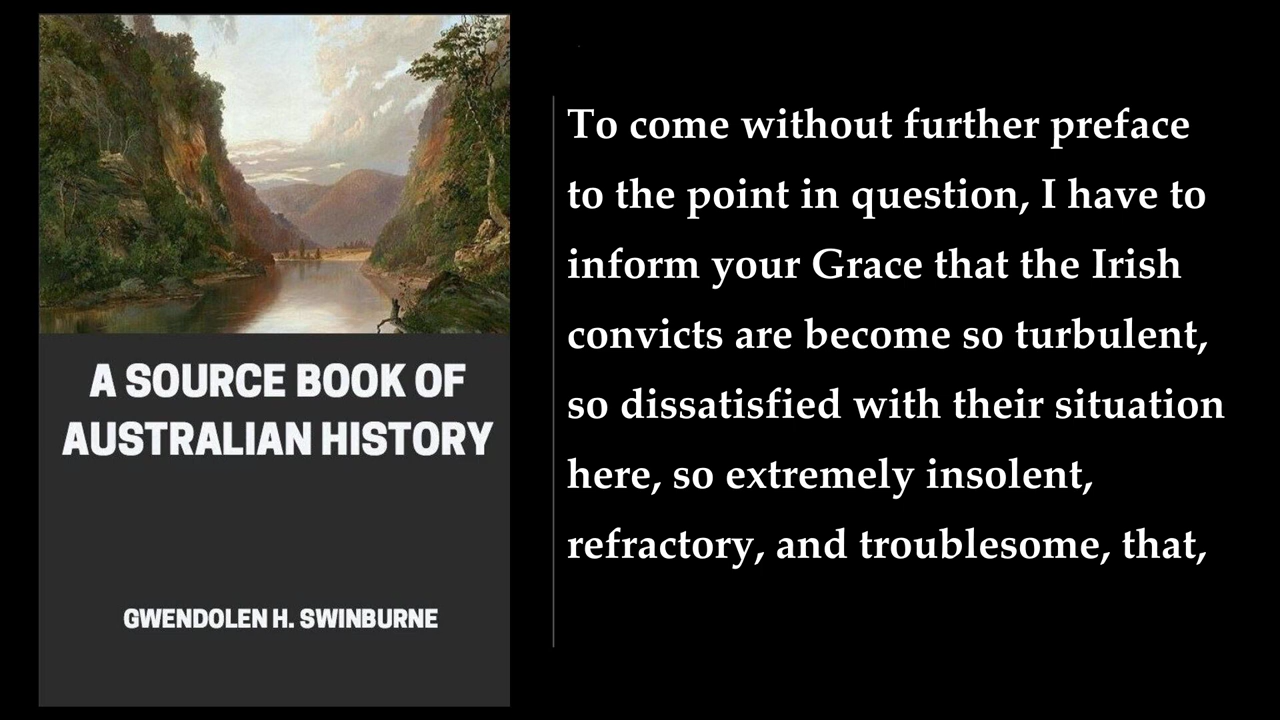 A SOURCE BOOK OF
AUSTRALIAN HISTORY
GWENDOLEN H. SWINBURNE
To come without further preface
to the point in question, I have to
inform your Grace that the Irish
convicts are become so turbulent,
so dissatisfied with their situation
here, so extremely insolent,
refractory, and troublesome, that,